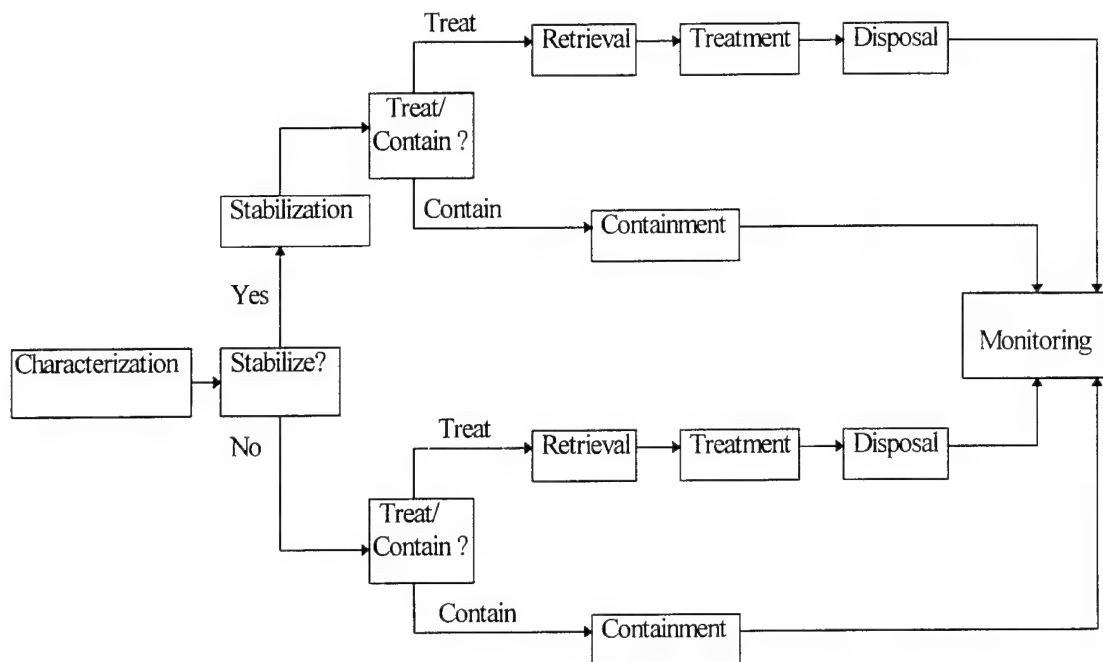 Treat
Retrieval
Treatment
Disposal
Treat/
Contain ?
Stabilization
Contain
Containment
Yes
Monitoring
Characterization
Stabilize?
No
Treat
Retrieval
Treatment
Disposal
Treat/
Contain ?
Contain
Containment